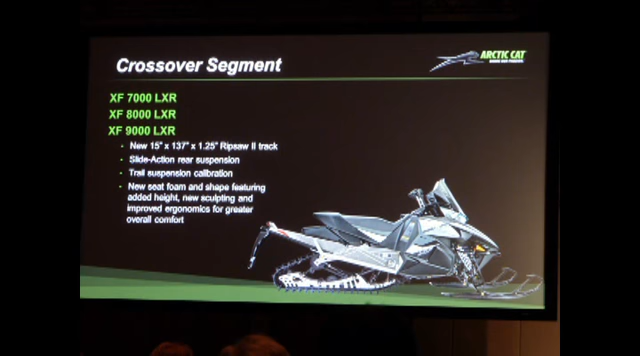 Crossover Segment
ARCTIC CAT
XF 7000 LXR
XF 8000 LXR
XF 9000 LXR
• New 15" x 137" x 1.25" Ripsaw II track
• Slide-Action rear suspension
• Trail suspension calibration
• New seat foam and shape featuring
added height, new sculpting and
improved ergonomics for greater
overall comfort